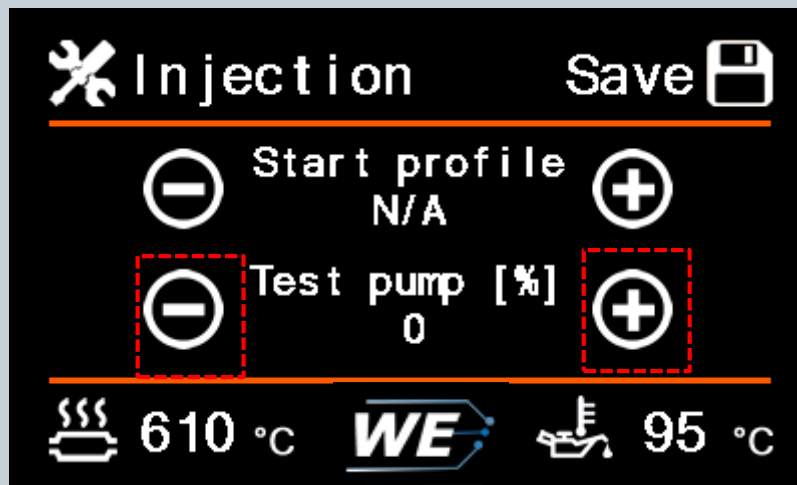 Injection Save
Start profile
N/A
Test pump [%]
0
610 °C WE 95 °C